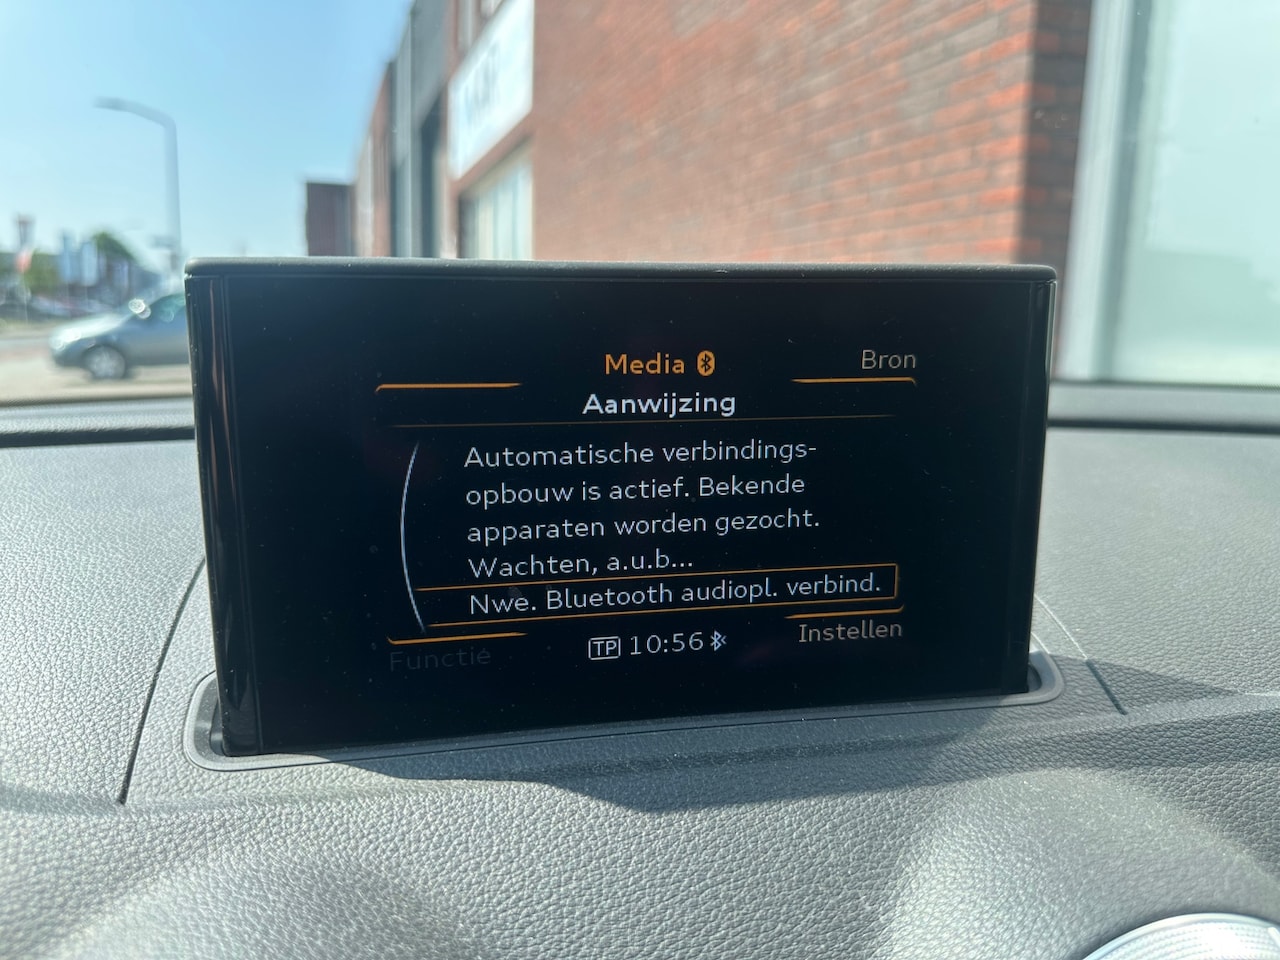 Media
Bron
Aanwijzing
Automatische verbindings-
opbouw is actief. Bekende
apparaten worden gezocht.
Wachten, a.u.b...
Nwe. Bluetooth audiopl. verbind.
Functie
TP 10:56
Instellen